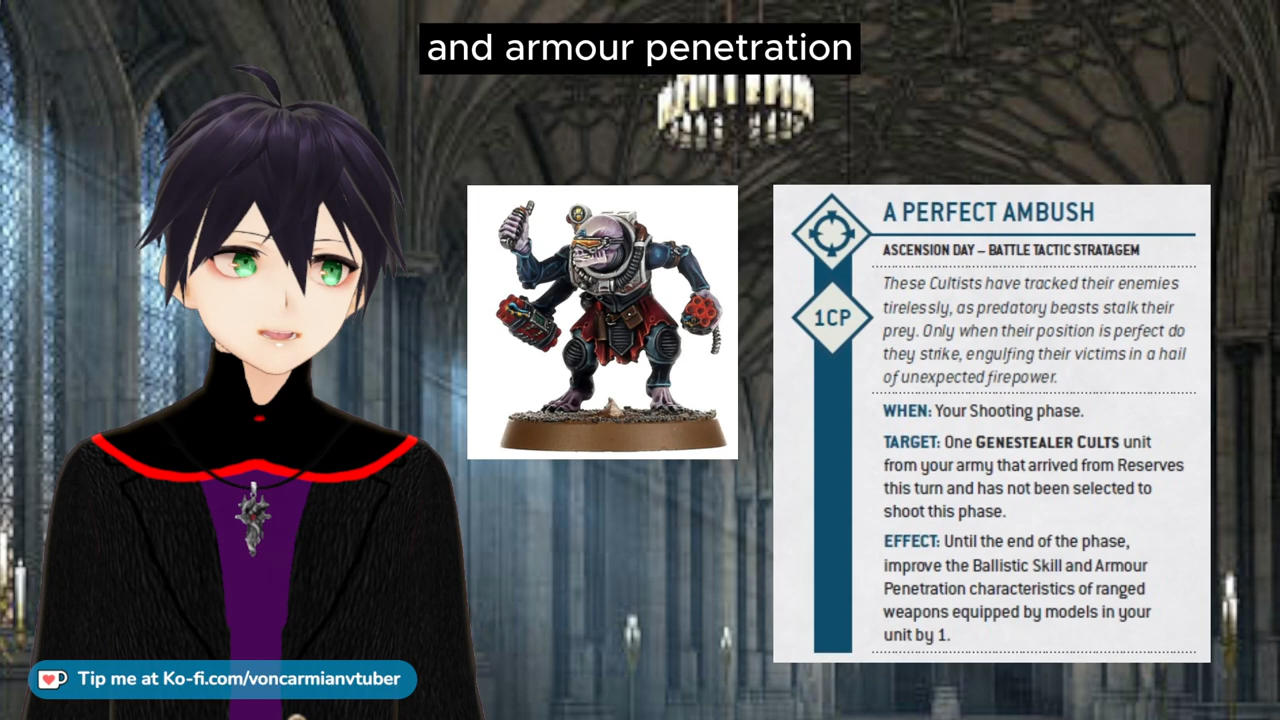 and armour penetration
A PERFECT AMBUSH
ASCENSION DAY – BATTLE TACTIC STRATAGEM
These Cultists have tracked their enemies
tirelessly, as predatory beasts stalk their
prey. Only when their position is perfect do
they strike, engulfing their victims in a hail
of unexpected firepower.
1CP
WHEN: Your Shooting phase.
TARGET: One GENESTEALER CULTS unit
from your army that arrived from Reserves
this turn and has not been selected to
shoot this phase.
EFFECT: Until the end of the phase,
improve the Ballistic Skill and Armour
Penetration characteristics of ranged
weapons equipped by models in your
unit by 1.
Tip me at Ko-fi.com/voncarmianvtuber